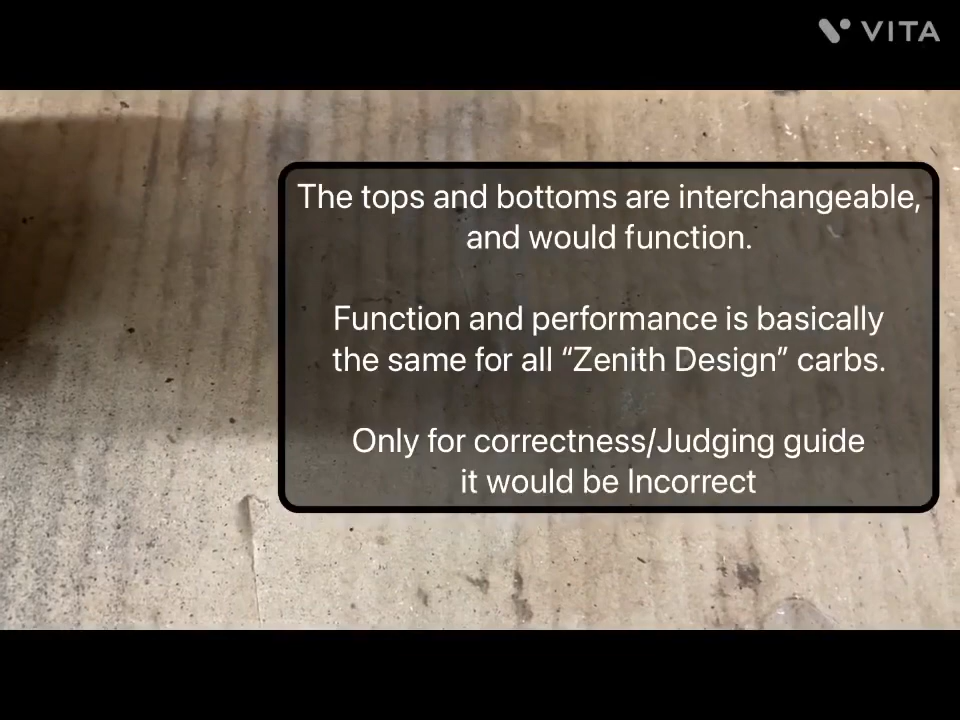 VITA
The tops and bottoms are interchangeable,
and would function.
Function and performance is basically
the same for all “Zenith Design” carbs.
Only for correctness/Judging guide
it would be Incorrect